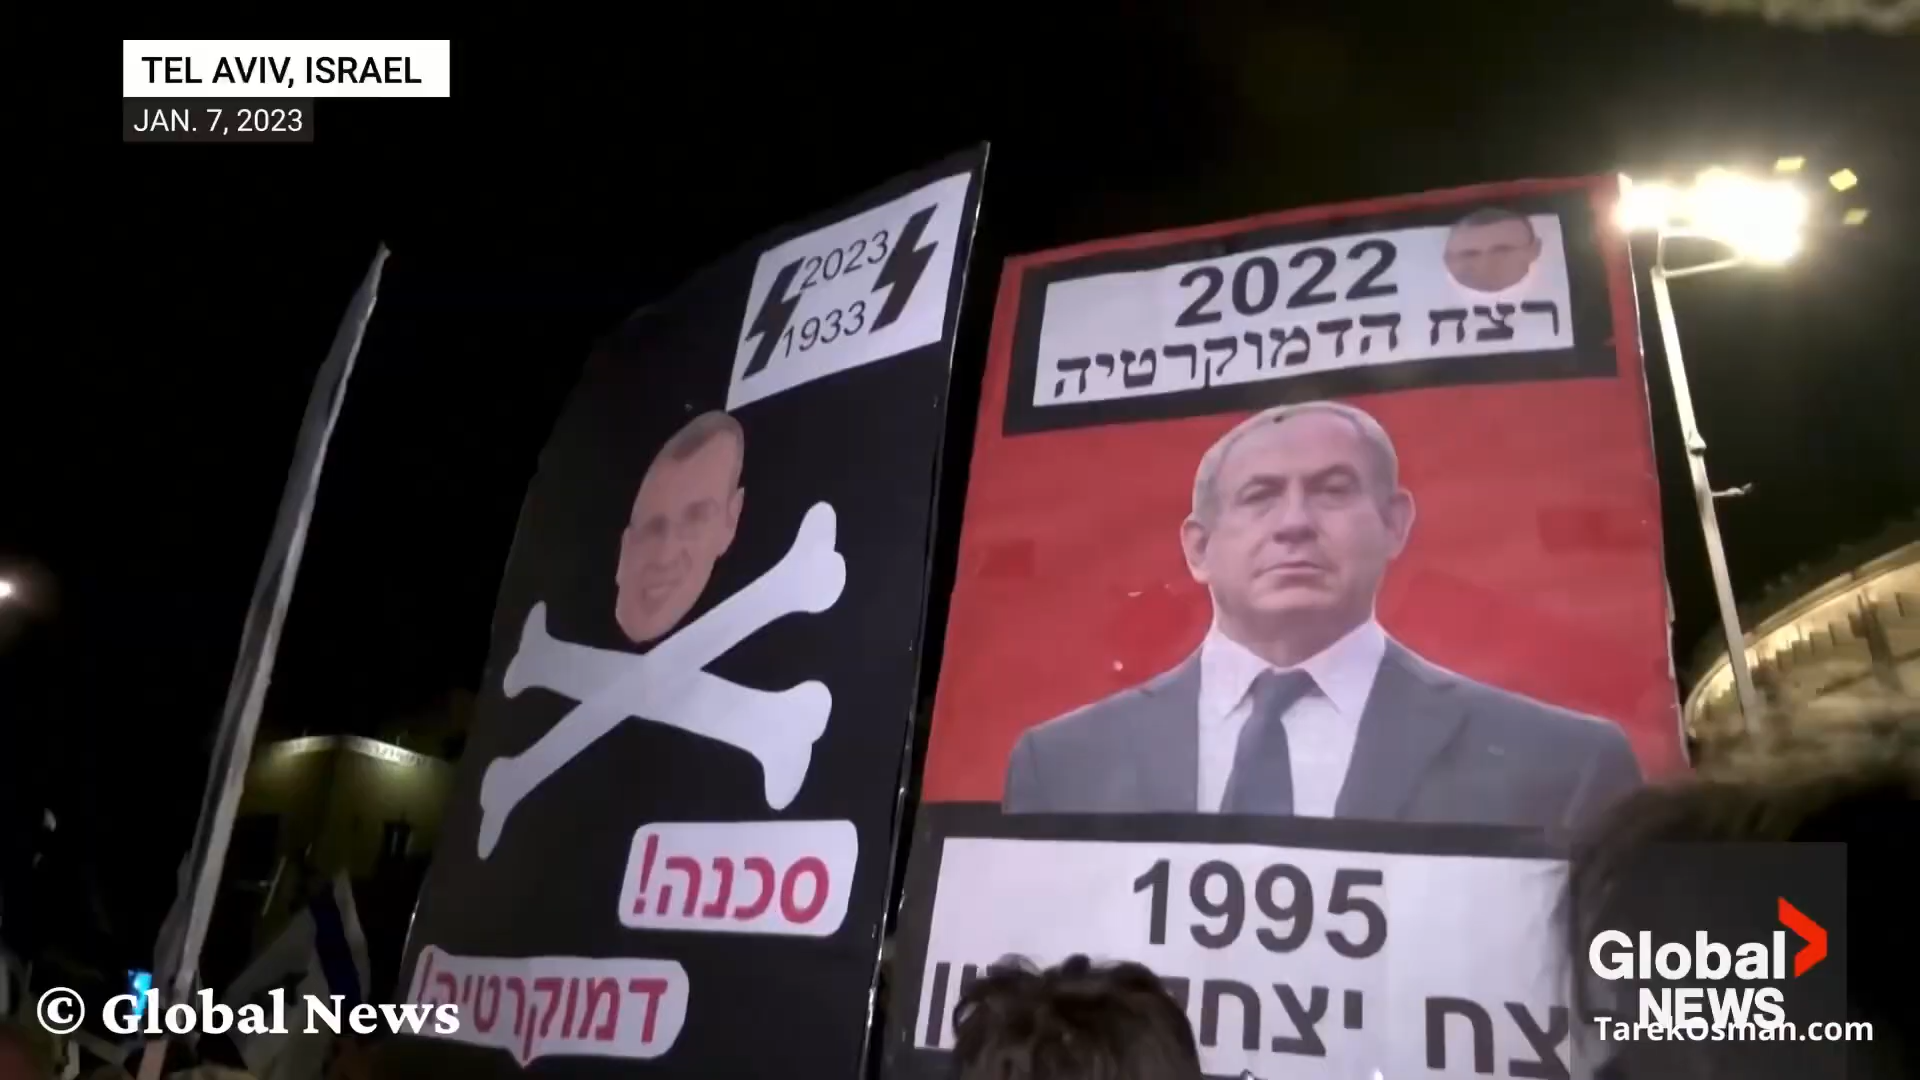 TEL AVIV, ISRAEL
JAN. 7, 2023
2023
1933
סכנה!
דמוקרטיה!
2022
רצח הדמוקרטיה
1995
יצחק
Global
NEWS
© Global News
TarekOsman.com